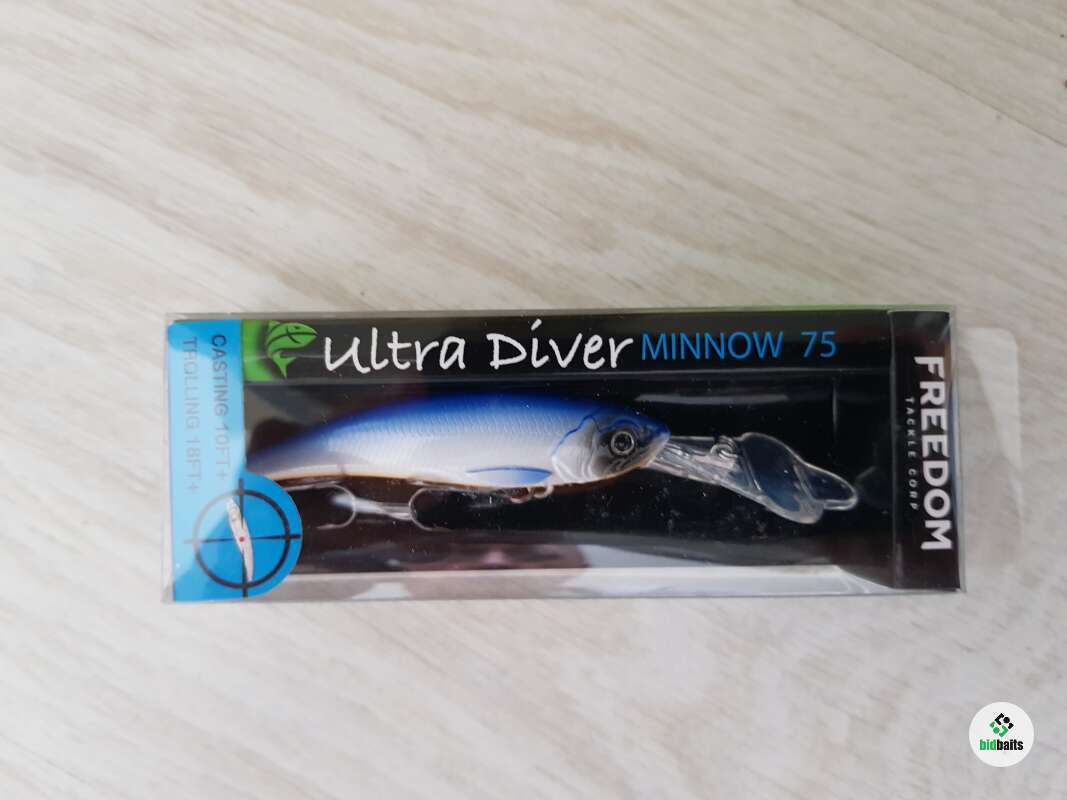 Ultra Diver MINNOW 75
CASTING 10FT+
TROLLING 18FT+
FREEDOM
TACKLE CORP
bidbaits